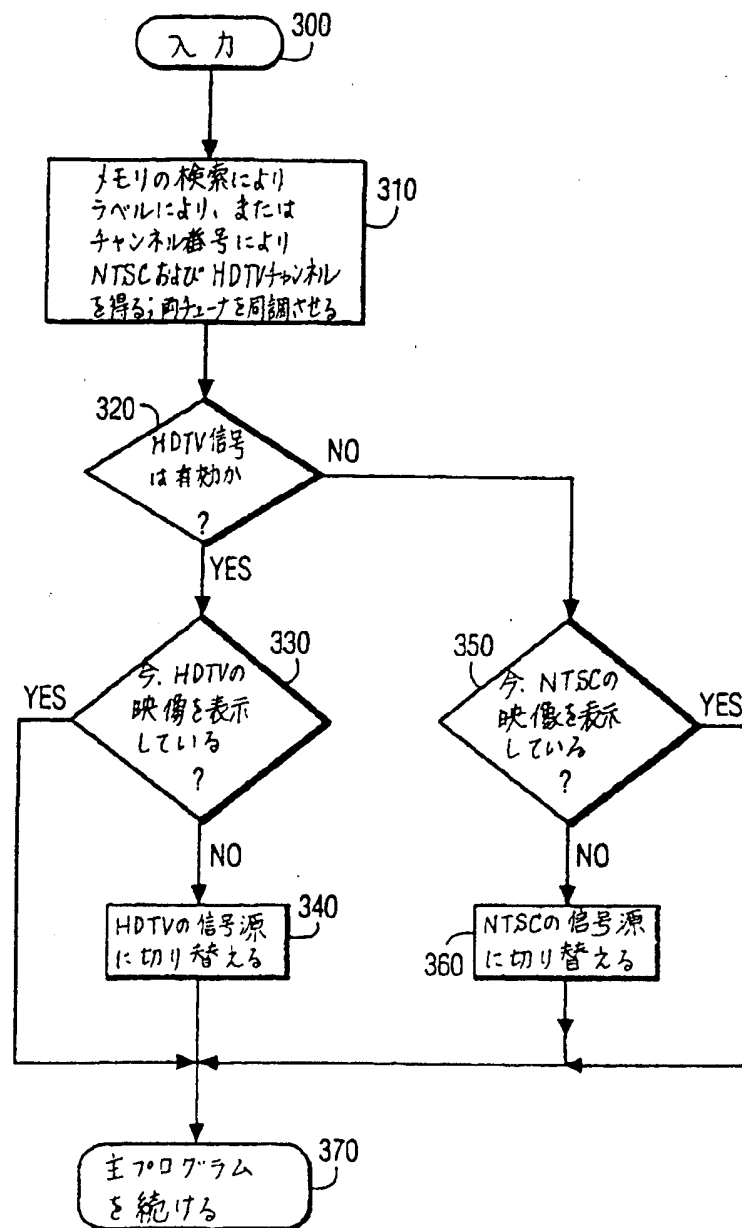 入力
300
メモリの検索により
ラベルにより、または
チャンネル番号により
NTSCおよびHDTVチャンネル
を得る；両チューナを同調させる
310
320
HDTV信号
は有効か
?
NO
YES
今、HDTVの
映像を表示
している
?
330
YES
NO
350
今、NTSCの
映像を表示
している
?
YES
NO
HDTVの信号源
に切り替える
340
NTSCの信号源
に切り替える
360
主プログラム
を続ける
370